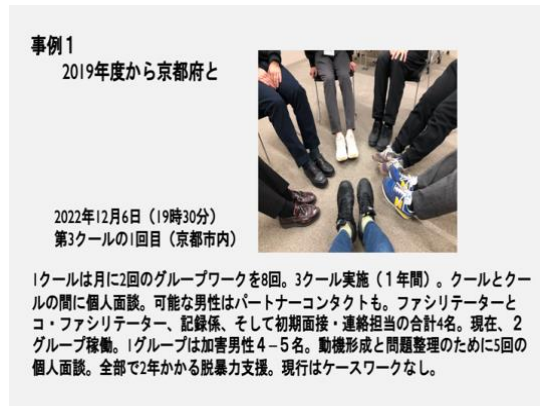 事例1
2019年度から京都府と
2022年12月6日（19時30分）
第3クールの1回目（京都市内）
1クールは月に2回のグループワークを8回。3クール実施（１年間）。クールとクー
ルの間に個人面談。可能な男性はパートナーコンタクトも。ファシリテーターと
コ・ファシリテーター、記録係、そして初期面接・連絡担当の合計4名。現在、２
グループ稼働。1グループは加害男性４−５名。動機形成と問題整理のために5回の
個人面談。全部で2年かかる脱暴力支援。現行はケースワークなし。